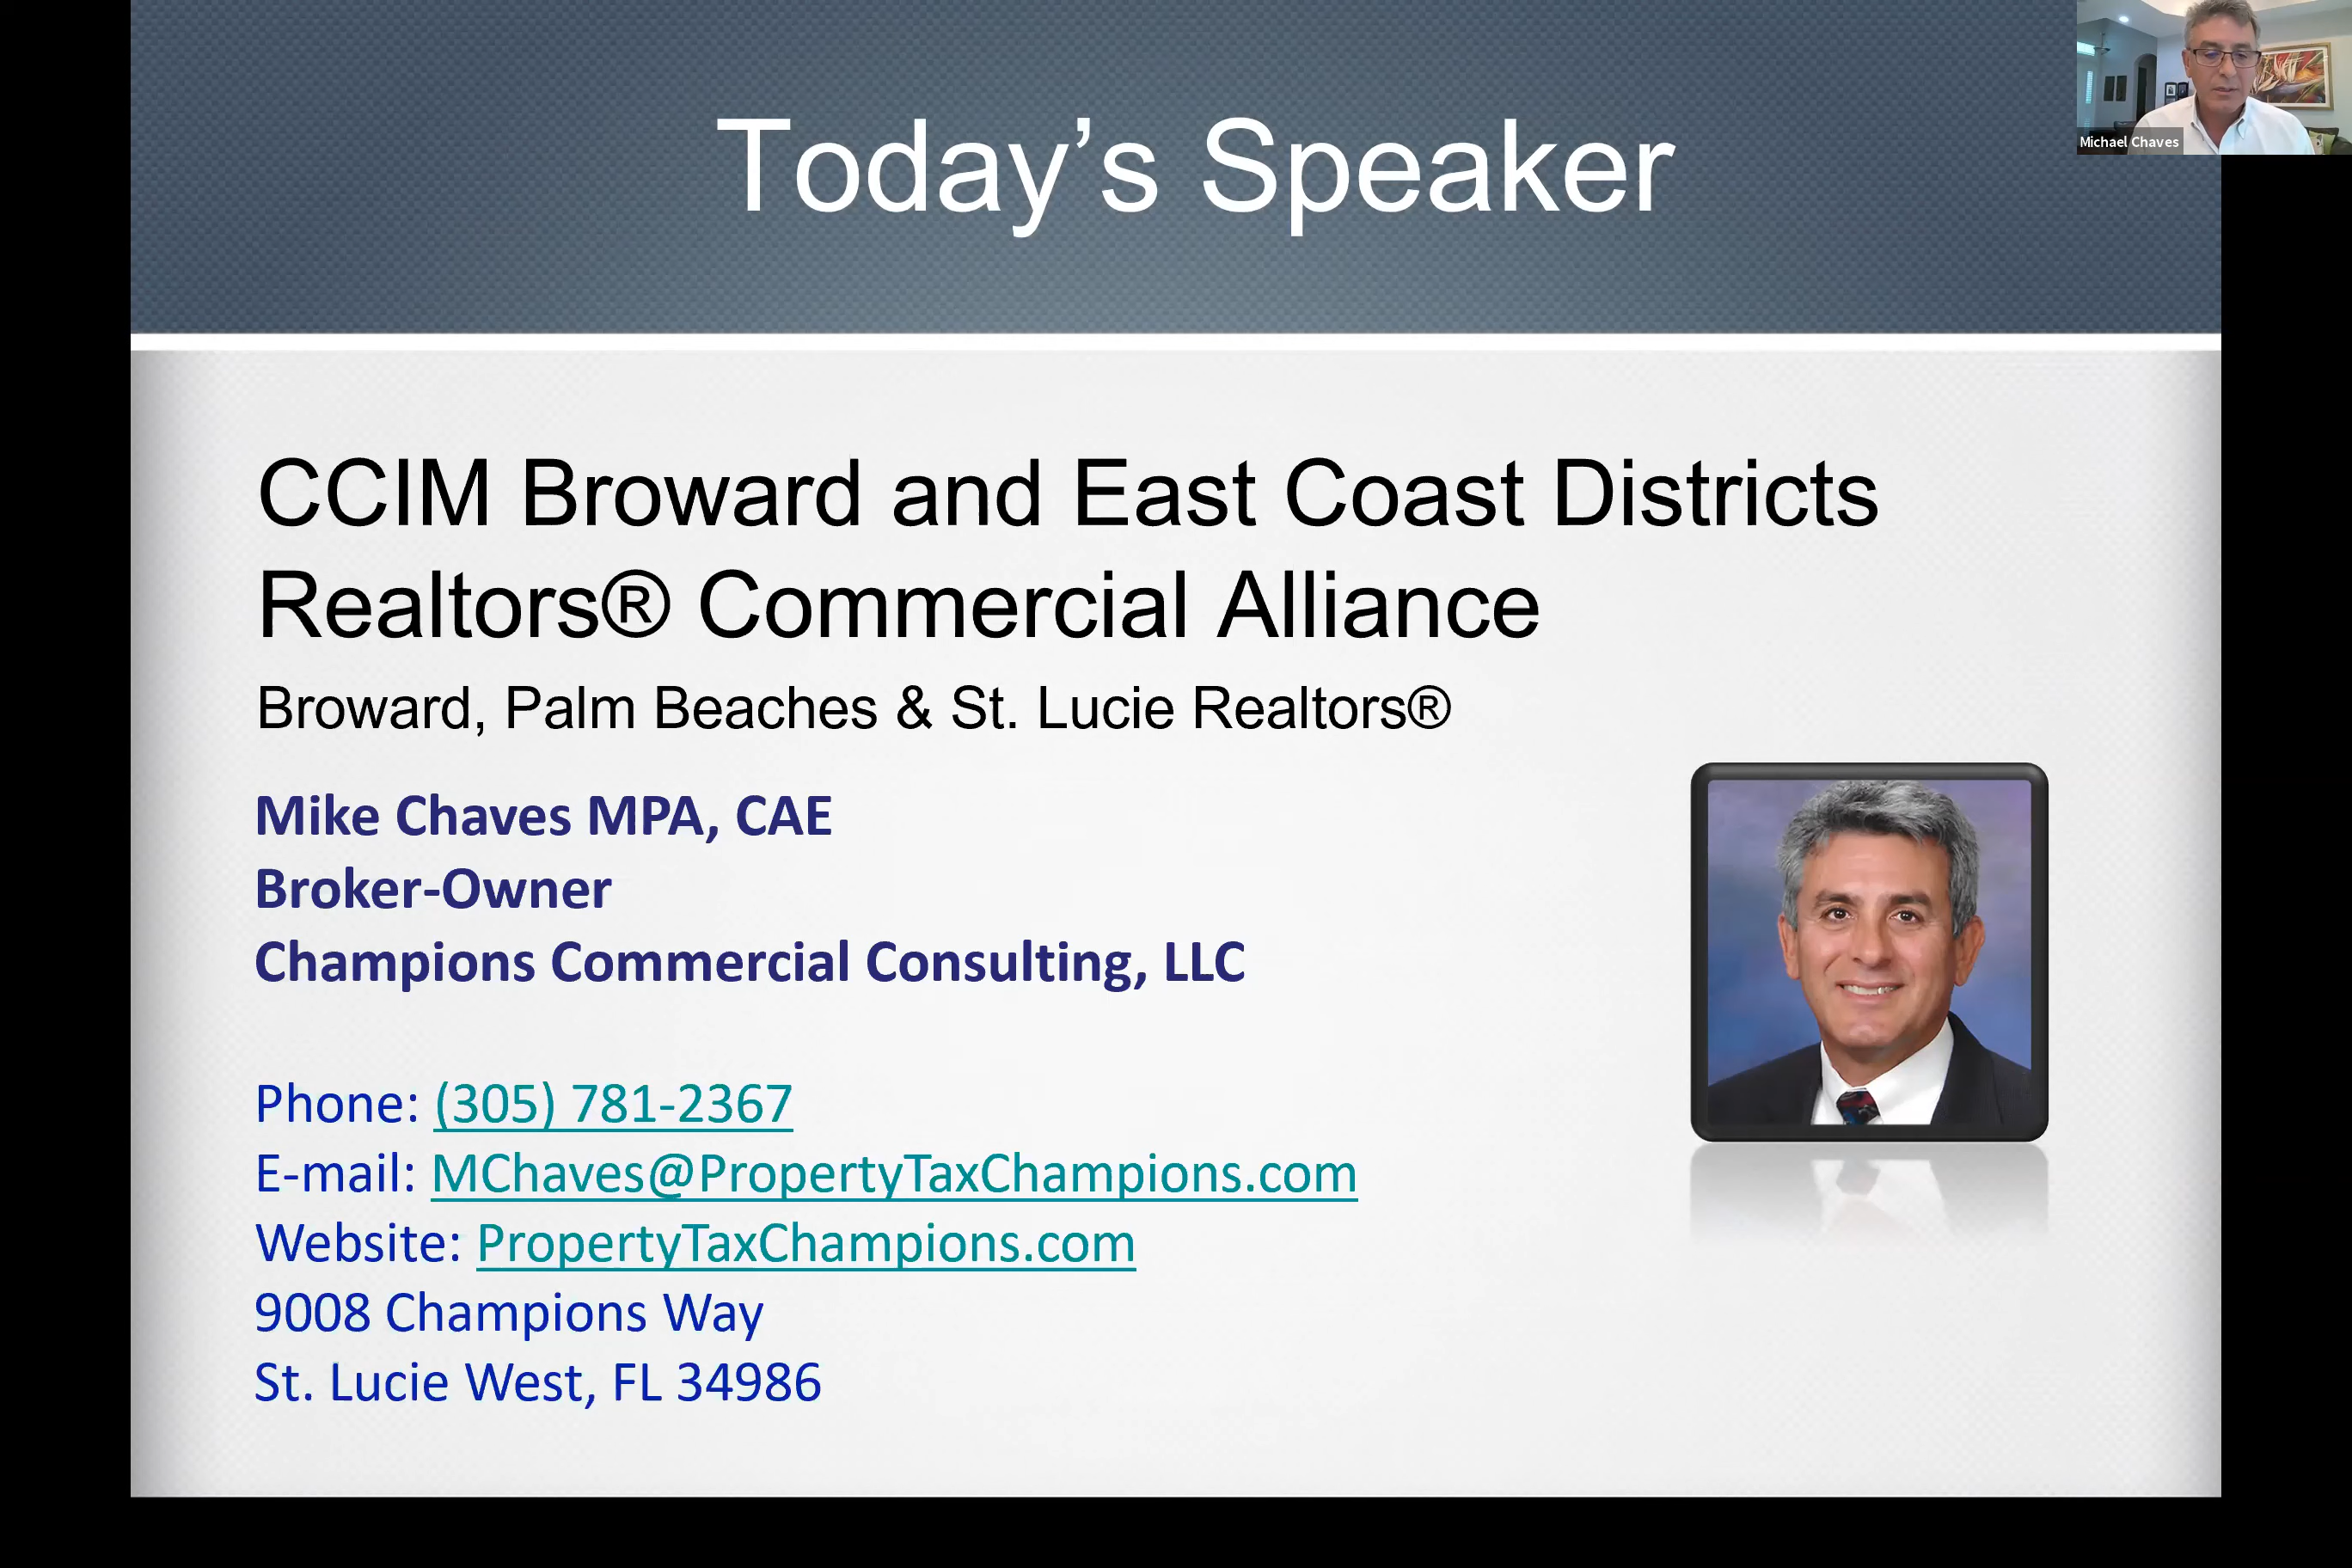 Today’s Speaker
Michael Chaves
CCIM Broward and East Coast Districts
Realtors® Commercial Alliance
Broward, Palm Beaches & St. Lucie Realtors®
Mike Chaves MPA, CAE
Broker-Owner
Champions Commercial Consulting, LLC
Phone: (305) 781-2367
E-mail: MChaves@PropertyTaxChampions.com
Website: PropertyTaxChampions.com
9008 Champions Way
St. Lucie West, FL 34986